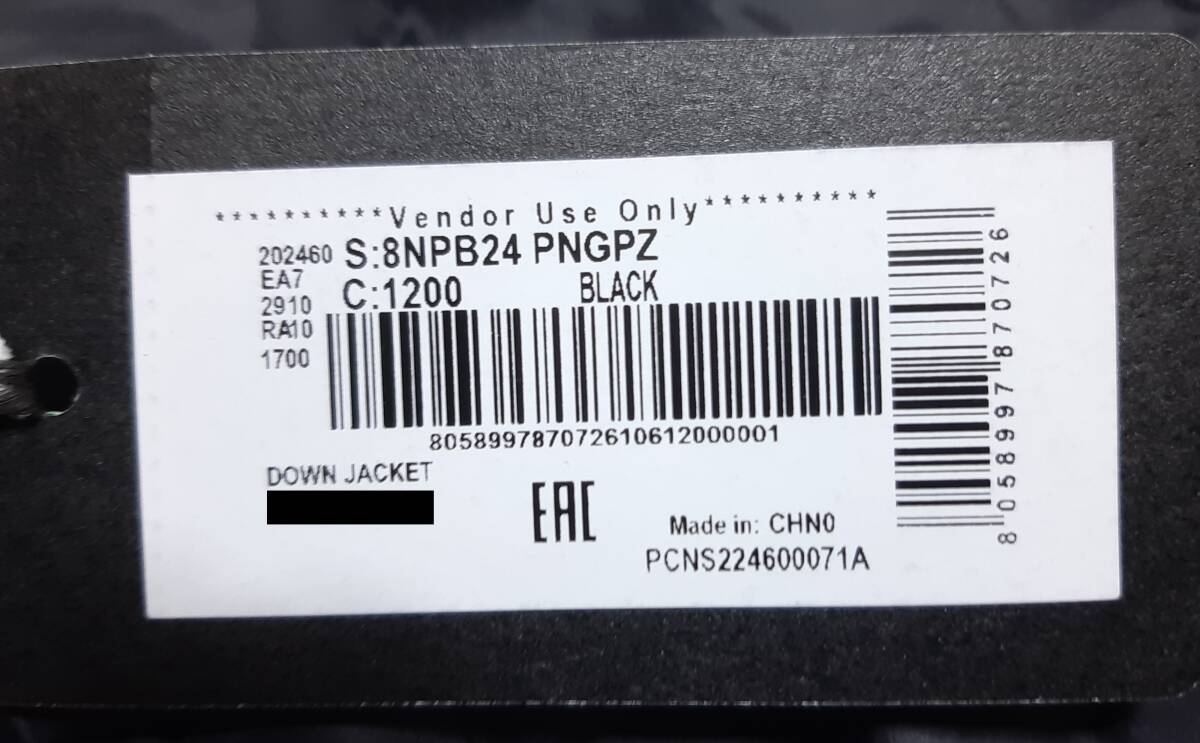 **********Vendor Use Only**********
202460 S:8NPB24 PNGPZ
EA7
2910 C:1200 BLACK
RA10
1700
805899787072610612000001
8058997870726
DOWN JACKET
EAC
Made in: CHN0
PCNS224600071A